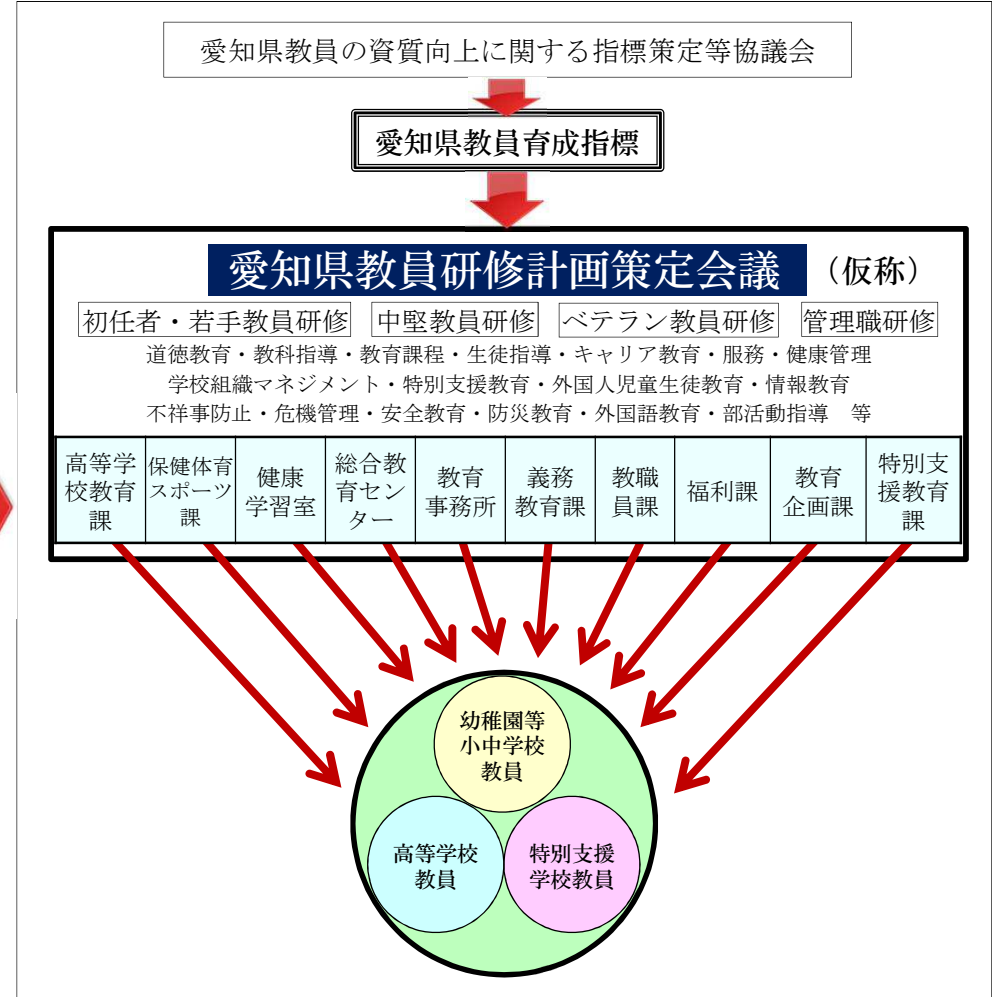 愛知県教員の資質向上に関する指標策定等協議会
愛知県教員育成指標
愛知県教員研修計画策定会議 （仮称）
初任者・若手教員研修 中堅教員研修 ベテラン教員研修 管理職研修
道徳教育・教科指導・教育課程・生徒指導・キャリア教育・服務・健康管理
学校組織マネジメント・特別支援教育・外国人児童生徒教育・情報教育
不祥事防止・危機管理・安全教育・防災教育・外国語教育・部活動指導　等
高等学
校教育
課
保健体育
スポーツ
課
健康
学習室
総合教
育セン
ター
教育
事務所
義務
教育課
教職
員課
福利課
教育
企画課
特別支
援教育
課
幼稚園等
小中学校
教員
高等学校
教員
特別支援
学校教員